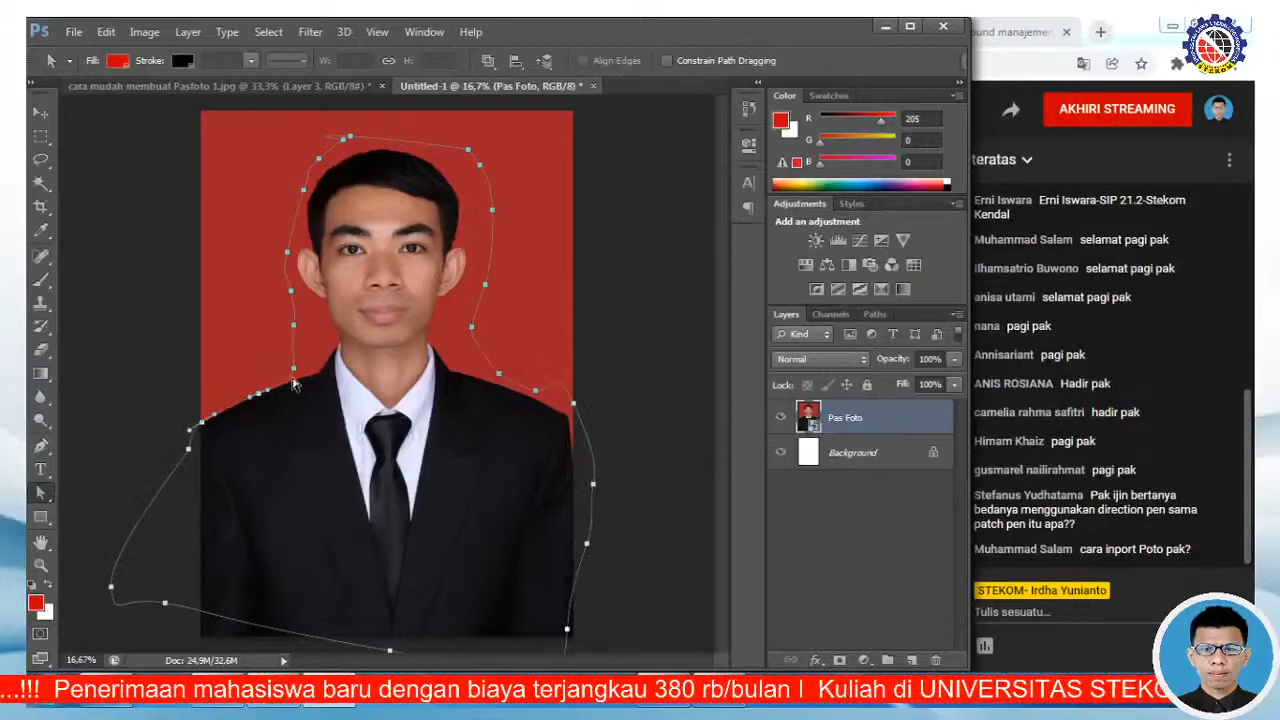 Ps File Edit Image Layer Type Select Filter 3D View Window Help
Fill: Stroke: W: H: Align Edges Constrain Path Dragging
cara mudah membuat Pasfoto 1.jpg @ 33,3% (Layer 3, RGB/8#) * × Untitled-1 @ 16,7% (Pas Foto, RGB/8) * ×
Color Swatches
R 205
G 0
B 0
Adjustments Styles
Add an adjustment
Layers Channels Paths
Kind
Normal Opacity: 100%
Lock: Fill: 100%
Pas Foto
Background
16,67% Doc: 24,9M/32,6M
ound manajemen
STEKOM
AKHIRI STREAMING
teratas
Erni Iswara Erni Iswara-SIP 21.2-Stekom
Kendal
Muhammad Salam selamat pagi pak
Ilhamsatrio Buwono selamat pagi pak
anisa utami selamat pagi pak
nana pagi pak
Annisariant pagi pak
ANIS ROSIANA Hadir pak
camelia rahma safitri hadir pak
Himam Khaiz pagi pak
gusmarel nailirahmat pagi pak
Stefanus Yudhatama Pak ijin bertanya
bedanya menggunakan direction pen sama
patch pen itu apa??
Muhammad Salam cara inport Poto pak?
STEKOM- Irdha Yunianto
Tulis sesuatu...
...!!! Penerimaan mahasiswa baru dengan biaya terjangkau 380 rb/bulan I Kuliah di UNIVERSITAS STEKO